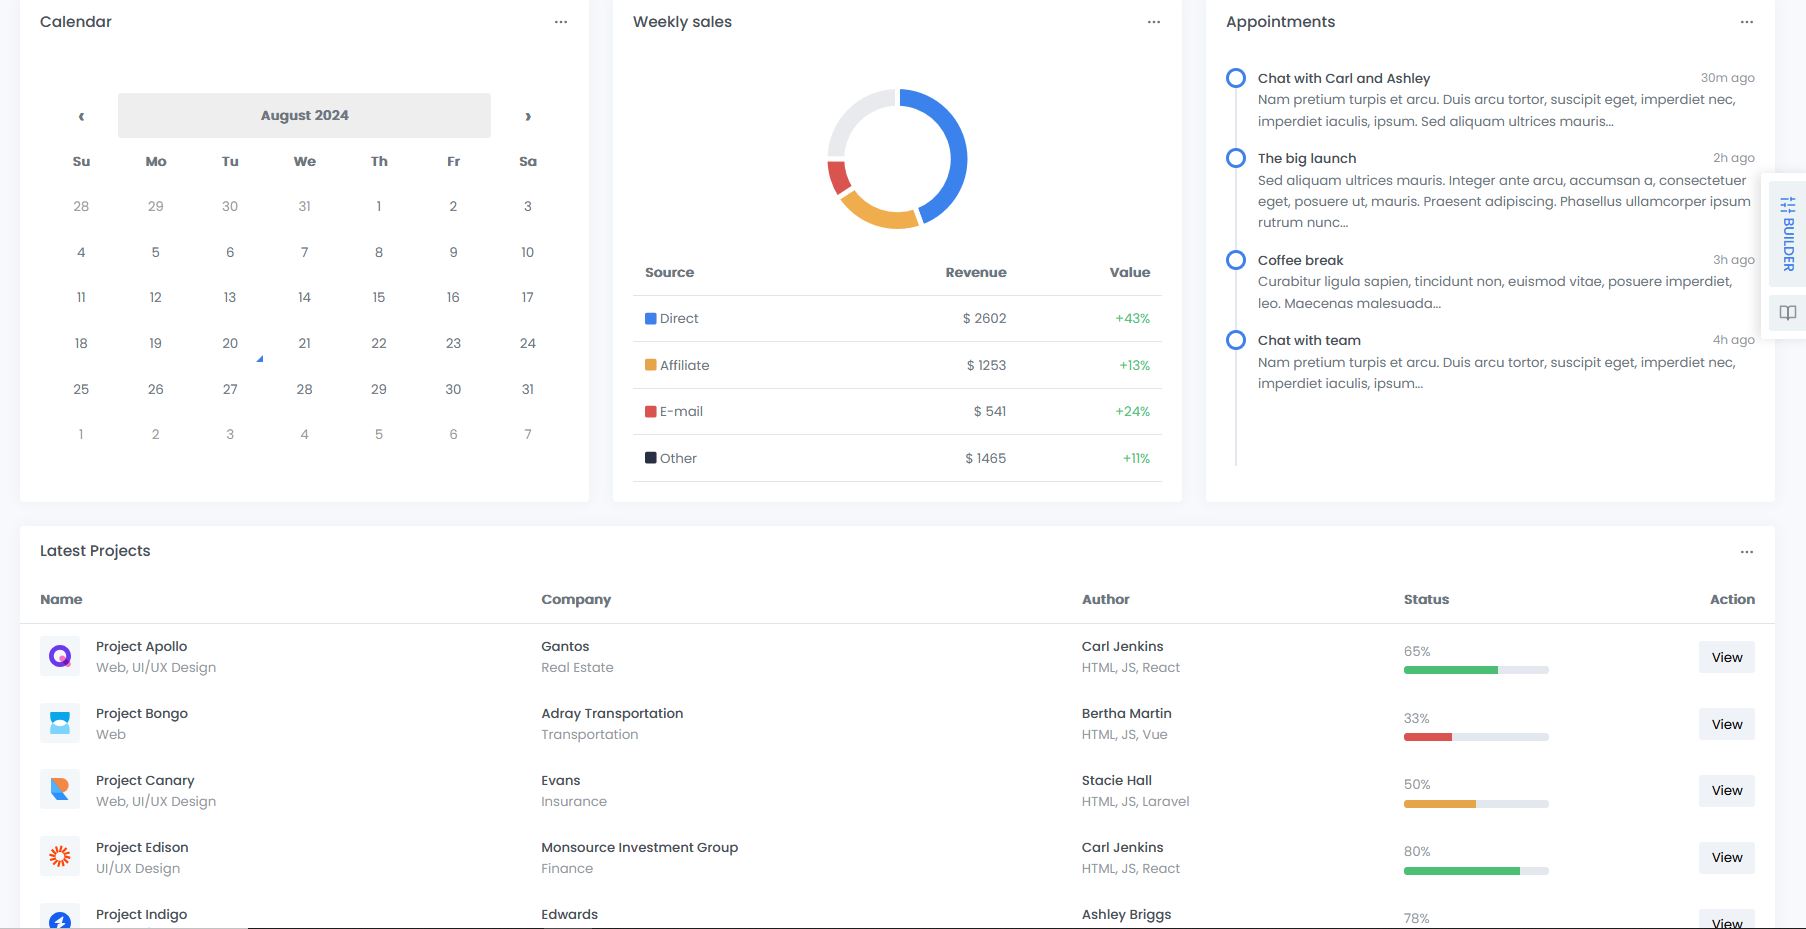 Calendar
...
‹ August 2024 ›
Su Mo Tu We Th Fr Sa
28 29 30 31 1 2 3
4 5 6 7 8 9 10
11 12 13 14 15 16 17
18 19 20 21 22 23 24
25 26 27 28 29 30 31
1 2 3 4 5 6 7
Weekly sales
...
Source Revenue Value
Direct $ 2602 +43%
Affiliate $ 1253 +13%
E-mail $ 541 +24%
Other $ 1465 +11%
Appointments
...
Chat with Carl and Ashley 30m ago
Nam pretium turpis et arcu. Duis arcu tortor, suscipit eget, imperdiet nec,
imperdiet iaculis, ipsum. Sed aliquam ultrices mauris...
The big launch 2h ago
Sed aliquam ultrices mauris. Integer ante arcu, accumsan a, consectetuer
eget, posuere ut, mauris. Praesent adipiscing. Phasellus ullamcorper ipsum
rutrum nunc...
Coffee break 3h ago
Curabitur ligula sapien, tincidunt non, euismod vitae, posuere imperdiet,
leo. Maecenas malesuada...
Chat with team 4h ago
Nam pretium turpis et arcu. Duis arcu tortor, suscipit eget, imperdiet nec,
imperdiet iaculis, ipsum...
BUILDER
Latest Projects
...
Name Company Author Status Action
Project Apollo Gantos Carl Jenkins 65% View
Web, UI/UX Design Real Estate HTML, JS, React
Project Bongo Adray Transportation Bertha Martin 33% View
Web Transportation HTML, JS, Vue
Project Canary Evans Stacie Hall 50% View
Web, UI/UX Design Insurance HTML, JS, Laravel
Project Edison Monsource Investment Group Carl Jenkins 80% View
UI/UX Design Finance HTML, JS, React
Project Indigo Edwards Ashley Briggs 78% View